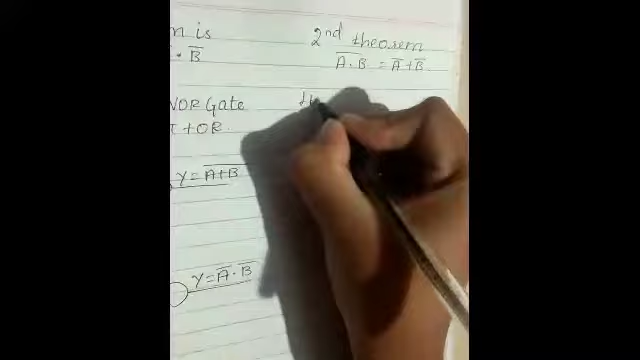 m is
· B̅
NOR Gate
T + OR
Y = A̅+̅B̅
Y = A̅ · B̅
2nd theorem
A̅ ·̅ B̅ = A̅ + B̅